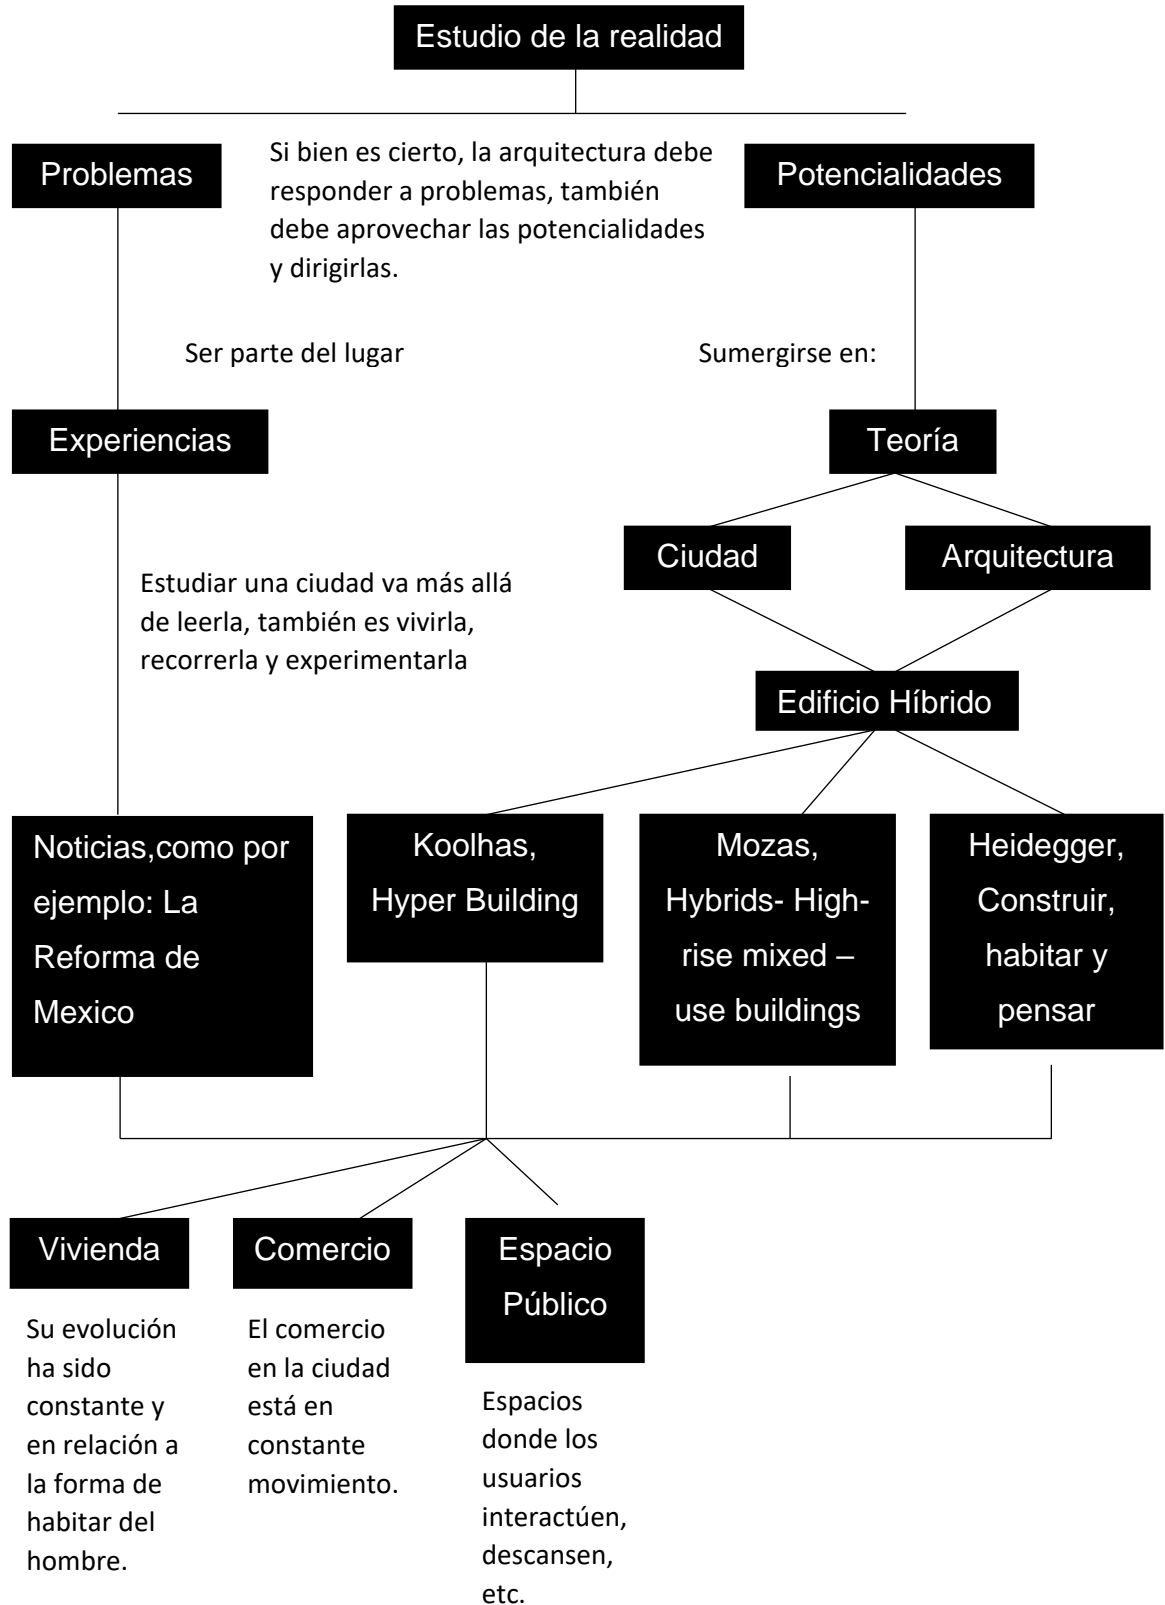 Estudio de la realidad
Problemas
Si bien es cierto, la arquitectura debe
responder a problemas, también
debe aprovechar las potencialidades
y dirigirlas.
Potencialidades
Ser parte del lugar
Sumergirse en:
Experiencias
Teoría
Ciudad
Arquitectura
Estudiar una ciudad va más allá
de leerla, también es vivirla,
recorrerla y experimentarla
Edificio Híbrido
Noticias,como por
ejemplo: La
Reforma de
Mexico
Koolhas,
Hyper Building
Mozas,
Hybrids- High-
rise mixed –
use buildings
Heidegger,
Construir,
habitar y
pensar
Vivienda
Comercio
Espacio
Público
Su evolución
ha sido
constante y
en relación a
la forma de
habitar del
hombre.
El comercio
en la ciudad
está en
constante
movimiento.
Espacios
donde los
usuarios
interactúen,
descansen,
etc.